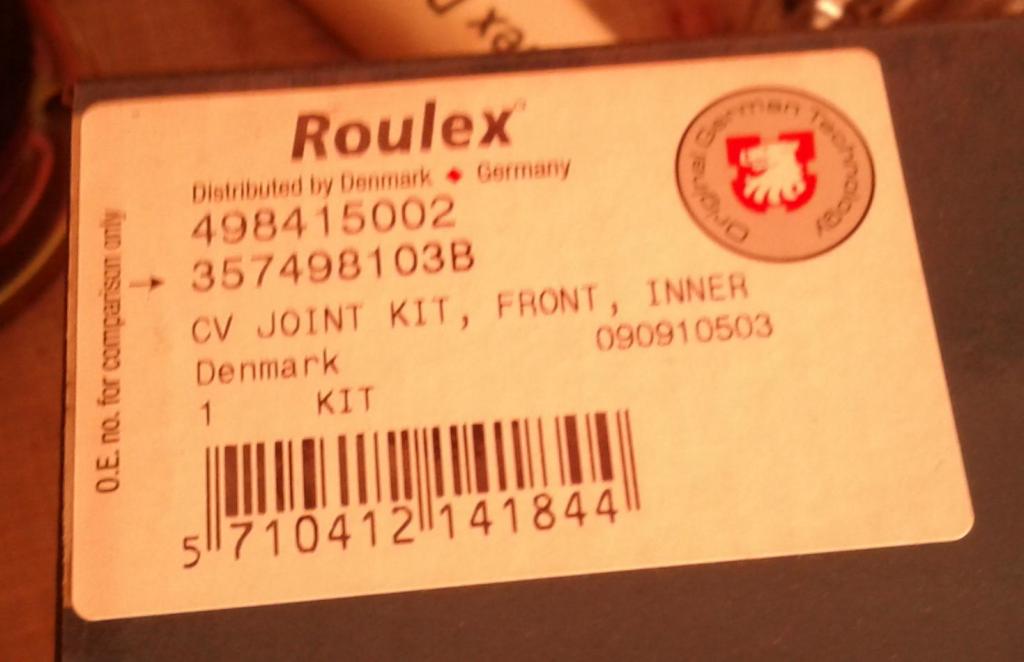 ex
Roulex
Distributed by Denmark Germany
498415002
357498103B
CV JOINT KIT, FRONT, INNER
090910503
Denmark
1 KIT
5 710412 141844
O.E. no. for comparison only
Original German Technology